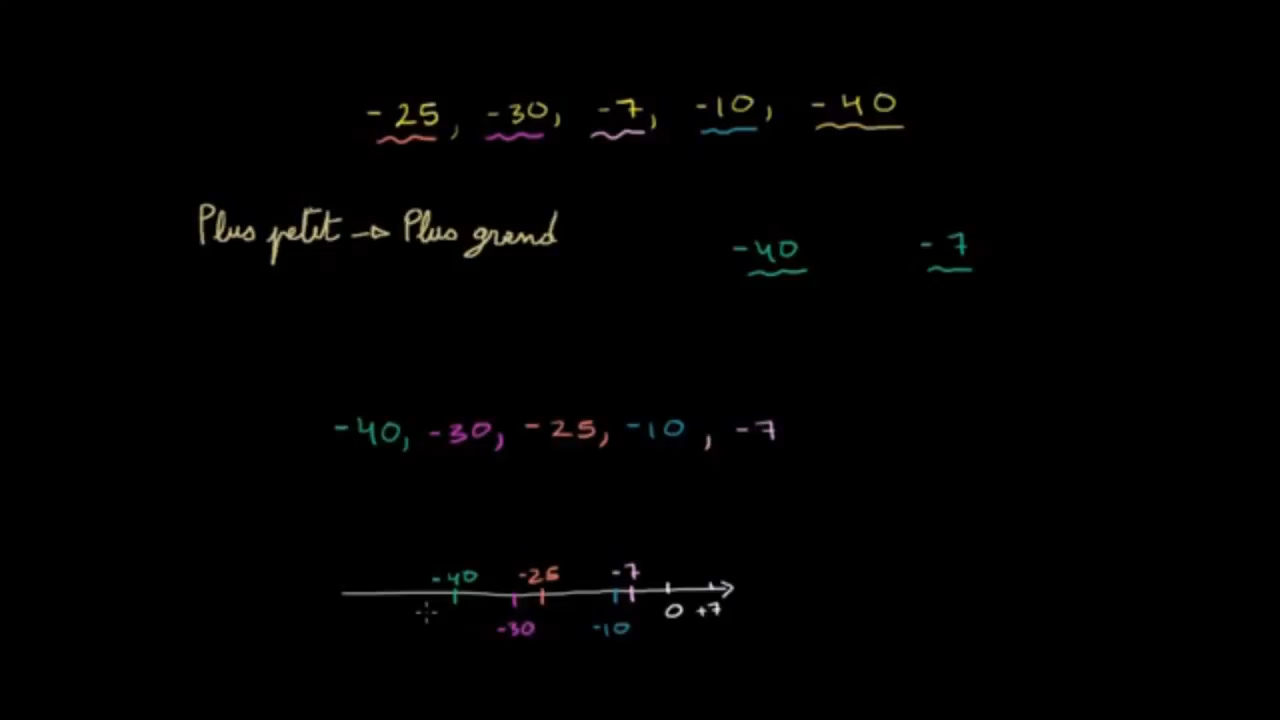 -25, -30, -7, -10, -40
Plus petit → Plus grand
-40 -7
-40, -30, -25, -10, -7
-40 -25 -7
0 +7
-30 -10